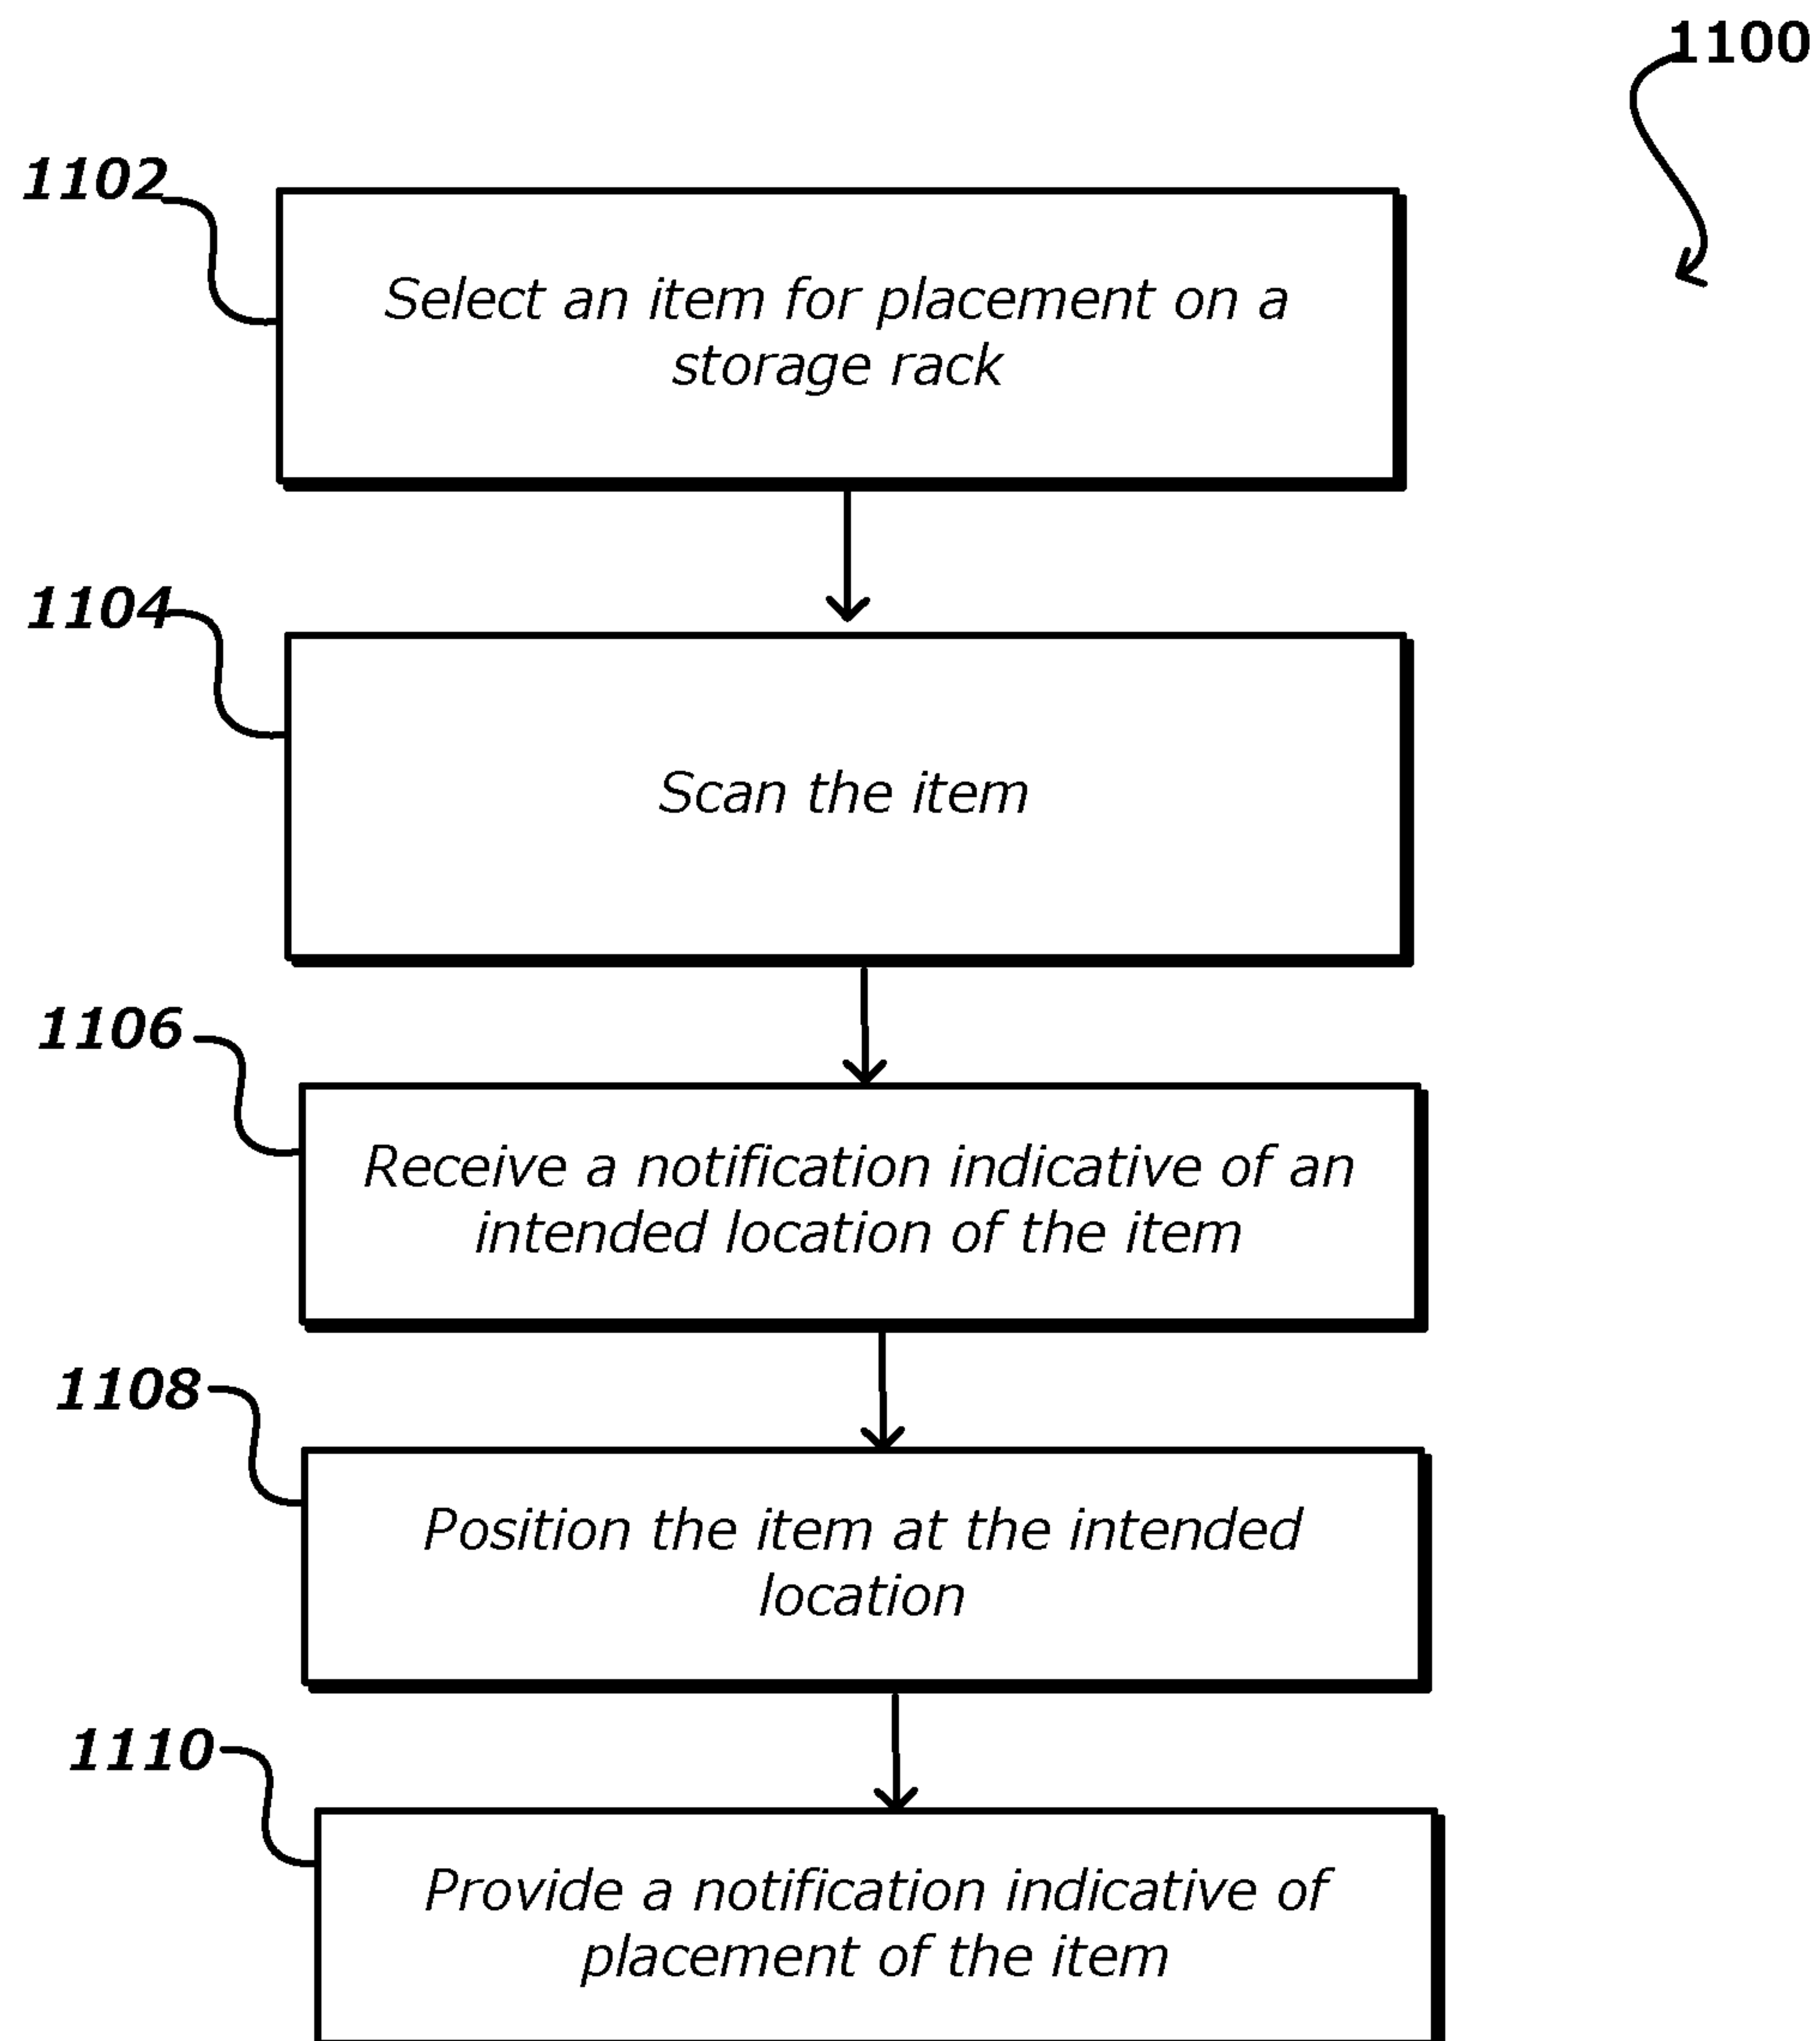 1100
1102
Select an item for placement on a
storage rack
1104
Scan the item
1106
Receive a notification indicative of an
intended location of the item
1108
Position the item at the intended
location
1110
Provide a notification indicative of
placement of the item